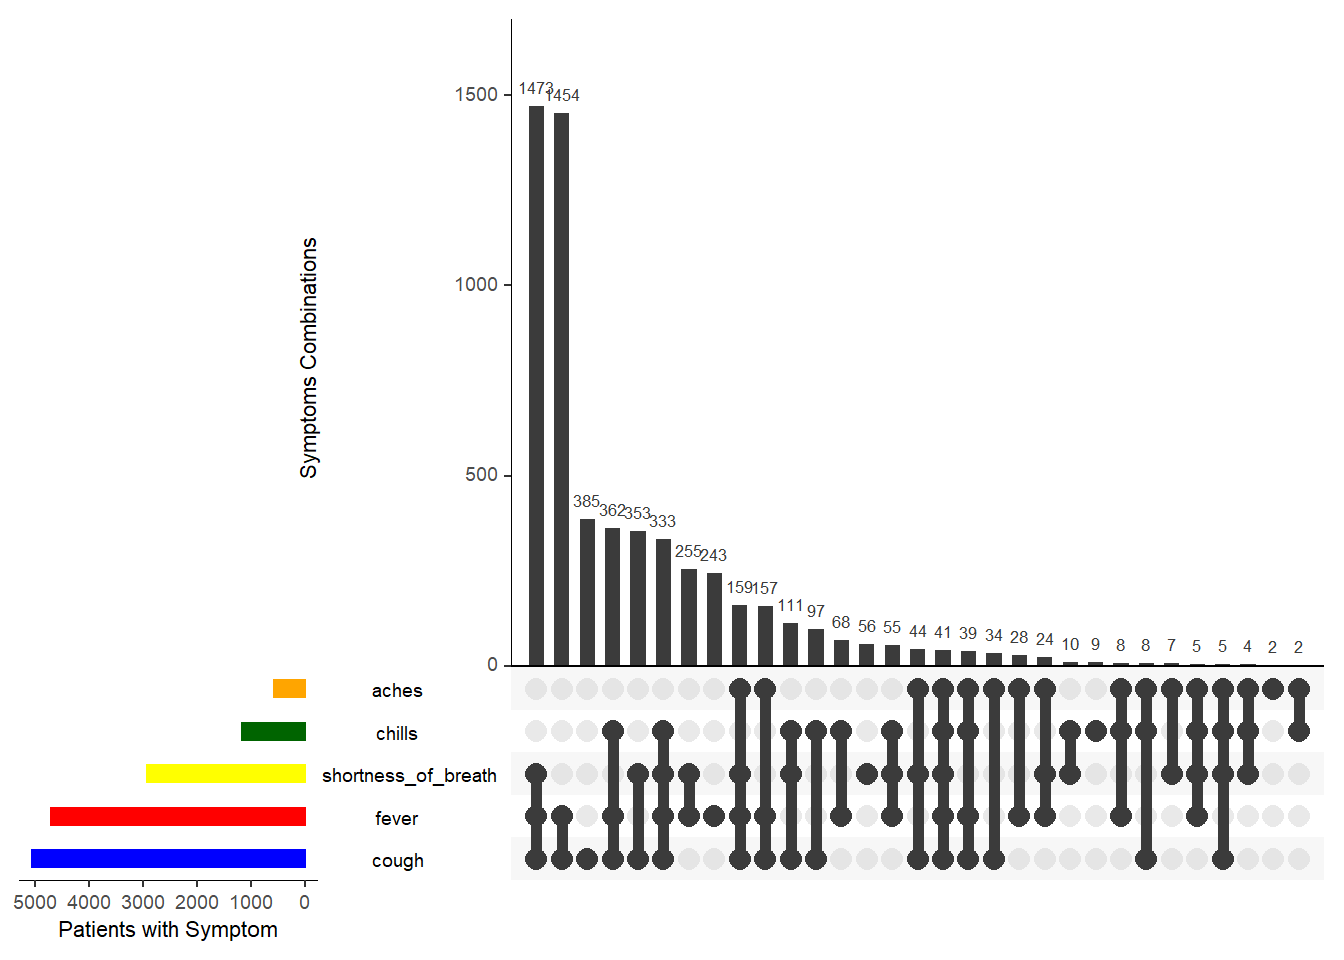 1473
1454
1500
Symptoms Combinations
1000
500
385 362 353 333 255 243 159 157 111 97 68 56 55 44 41 39 34 28 24 10 9 8 8 7 5 5 4 2 2
0
aches
chills
shortness_of_breath
fever
cough
5000 4000 3000 2000 1000 0
Patients with Symptom